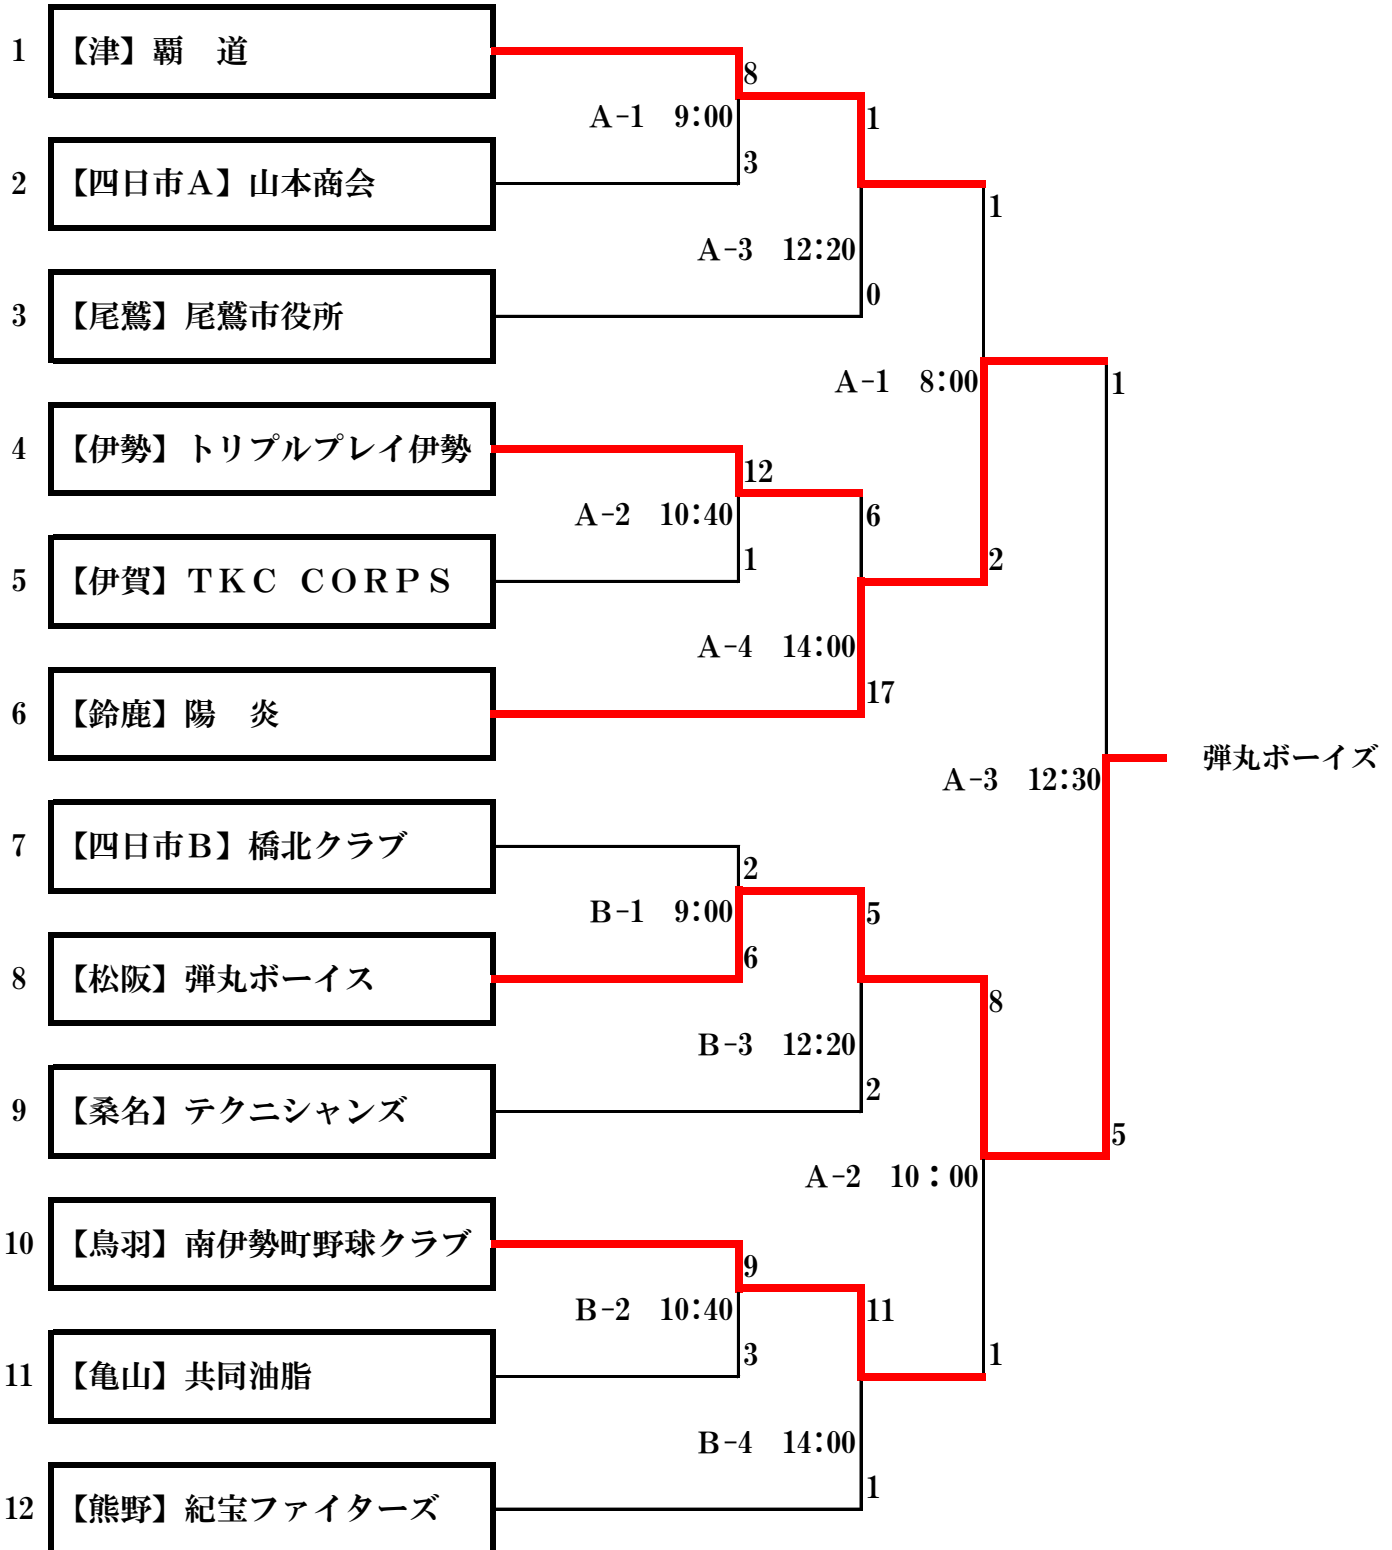 1 【津】覇　道
8
A-1 9:00
1
3
2 【四日市A】山本商会
1
A-3 12:20
0
3 【尾鷲】尾鷲市役所
A-1 8:00
1
4 【伊勢】トリプルプレイ伊勢
12
A-2 10:40
6
1
2
5 【伊賀】TKC CORPS
A-4 14:00
17
6 【鈴鹿】陽　炎
A-3 12:30
弾丸ボーイズ
7 【四日市B】橋北クラブ
2
B-1 9:00
5
6
8 【松阪】弾丸ボーイス
8
B-3 12:20
2
9 【桑名】テクニシャンズ
5
A-2 10：00
10 【鳥羽】南伊勢町野球クラブ
9
B-2 10:40
11
3
1
11 【亀山】共同油脂
B-4 14:00
1
12 【熊野】紀宝ファイターズ